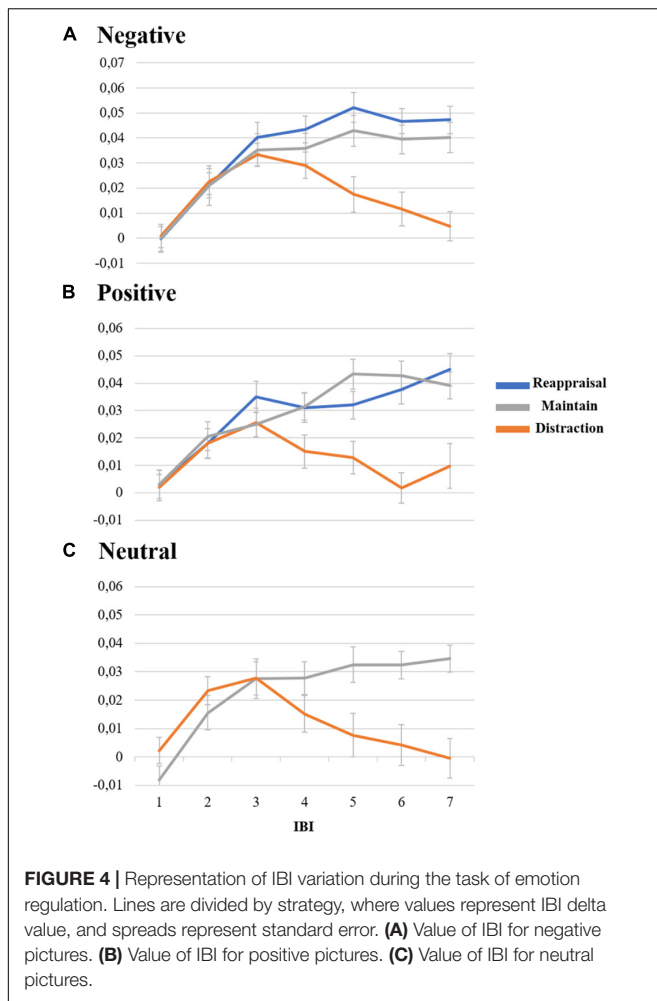 A Negative
0,07
0,06
0,05
0,04
0,03
0,02
0,01
0
-0,01
B Positive
0,06
0,05
0,04
0,03
0,02
0,01
0
-0,01
Reappraisal
Maintain
Distraction
C Neutral
0,06
0,05
0,04
0,03
0,02
0,01
0
-0,01
1 2 3 4 5 6 7
IBI
FIGURE 4 | Representation of IBI variation during the task of emotion
regulation. Lines are divided by strategy, where values represent IBI delta
value, and spreads represent standard error. (A) Value of IBI for negative
pictures. (B) Value of IBI for positive pictures. (C) Value of IBI for neutral
pictures.